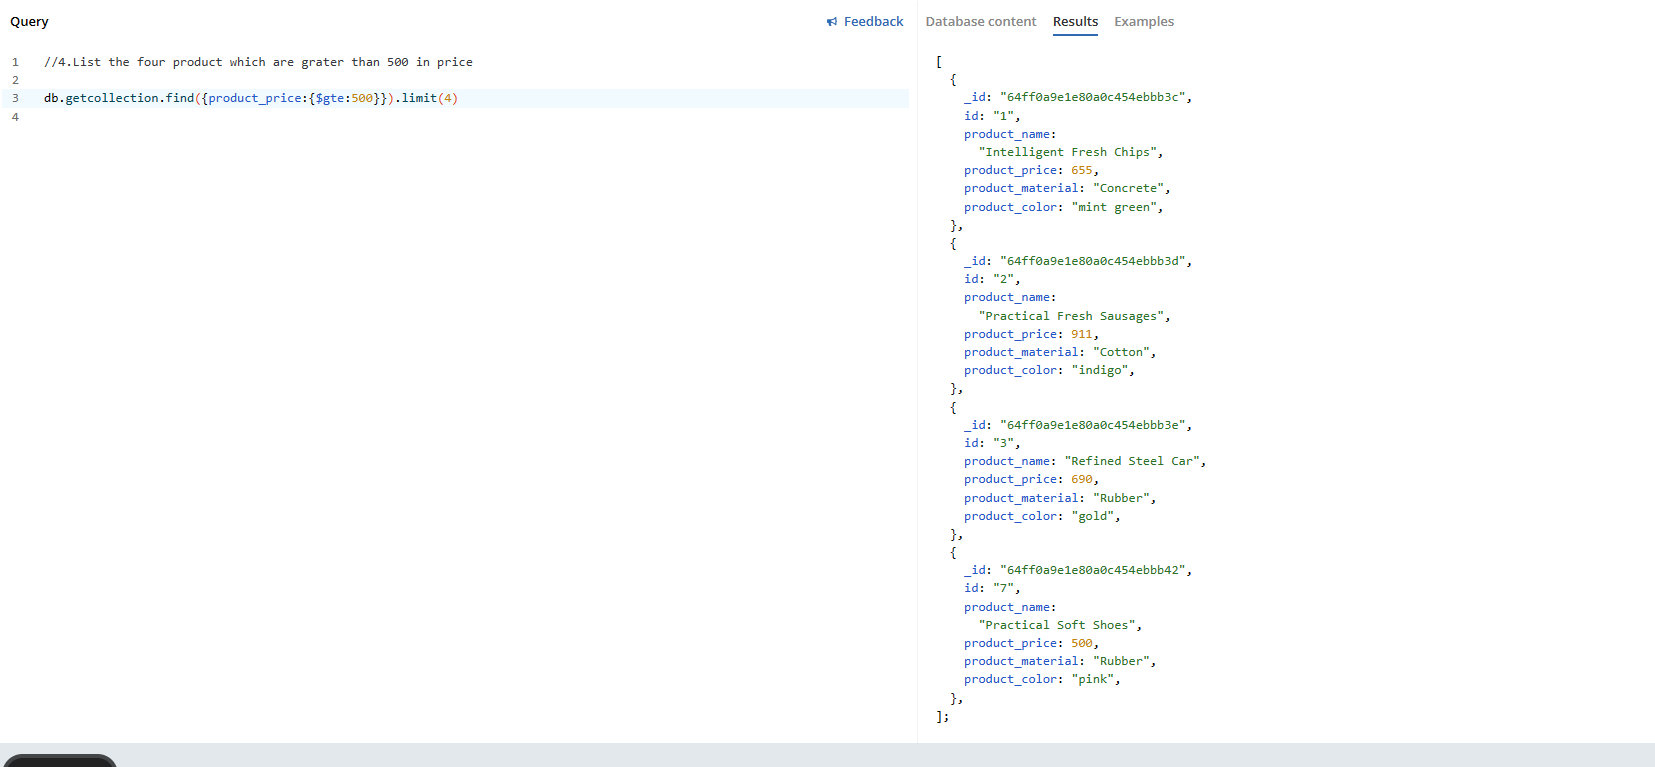 Query
Feedback
1 //4.List the four product which are grater than 500 in price
2
3 db.getcollection.find({product_price:{$gte:500}}).limit(4)
4
Database content Results Examples
[
{
_id: "64ff0a9e1e80a0c454ebbb3c",
id: "1",
product_name:
"Intelligent Fresh Chips",
product_price: 655,
product_material: "Concrete",
product_color: "mint green",
},
{
_id: "64ff0a9e1e80a0c454ebbb3d",
id: "2",
product_name:
"Practical Fresh Sausages",
product_price: 911,
product_material: "Cotton",
product_color: "indigo",
},
{
_id: "64ff0a9e1e80a0c454ebbb3e",
id: "3",
product_name: "Refined Steel Car",
product_price: 690,
product_material: "Rubber",
product_color: "gold",
},
{
_id: "64ff0a9e1e80a0c454ebbb42",
id: "7",
product_name:
"Practical Soft Shoes",
product_price: 500,
product_material: "Rubber",
product_color: "pink",
},
];